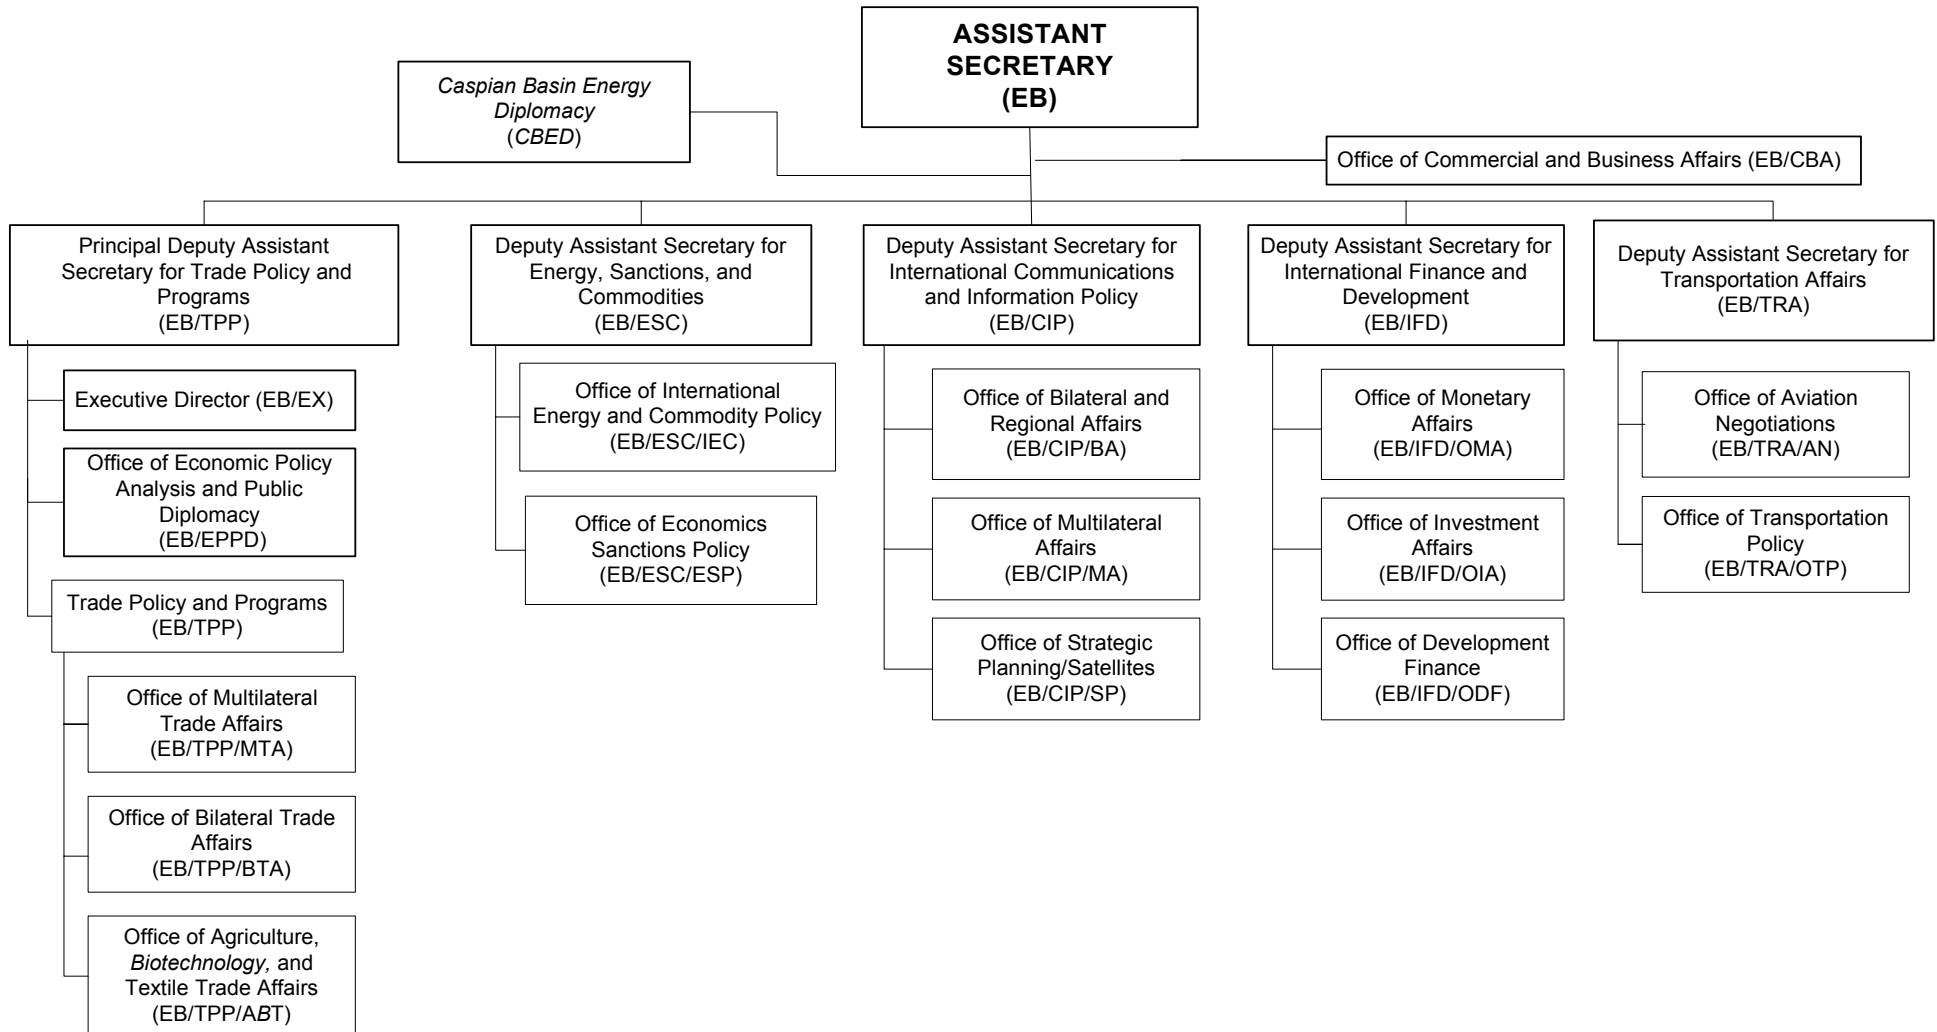 ASSISTANT
SECRETARY
(EB)
Caspian Basin Energy
Diplomacy
(CBED)
Office of Commercial and Business Affairs (EB/CBA)
Principal Deputy Assistant
Secretary for Trade Policy and
Programs
(EB/TPP)
Executive Director (EB/EX)
Office of Economic Policy
Analysis and Public
Diplomacy
(EB/EPPD)
Trade Policy and Programs
(EB/TPP)
Office of Multilateral
Trade Affairs
(EB/TPP/MTA)
Office of Bilateral Trade
Affairs
(EB/TPP/BTA)
Office of Agriculture,
Biotechnology, and
Textile Trade Affairs
(EB/TPP/ABT)
Deputy Assistant Secretary for
Energy, Sanctions, and
Commodities
(EB/ESC)
Office of International
Energy and Commodity Policy
(EB/ESC/IEC)
Office of Economics
Sanctions Policy
(EB/ESC/ESP)
Deputy Assistant Secretary for
International Communications
and Information Policy
(EB/CIP)
Office of Bilateral and
Regional Affairs
(EB/CIP/BA)
Office of Multilateral
Affairs
(EB/CIP/MA)
Office of Strategic
Planning/Satellites
(EB/CIP/SP)
Deputy Assistant Secretary for
International Finance and
Development
(EB/IFD)
Office of Monetary
Affairs
(EB/IFD/OMA)
Office of Investment
Affairs
(EB/IFD/OIA)
Office of Development
Finance
(EB/IFD/ODF)
Deputy Assistant Secretary for
Transportation Affairs
(EB/TRA)
Office of Aviation
Negotiations
(EB/TRA/AN)
Office of Transportation
Policy
(EB/TRA/OTP)